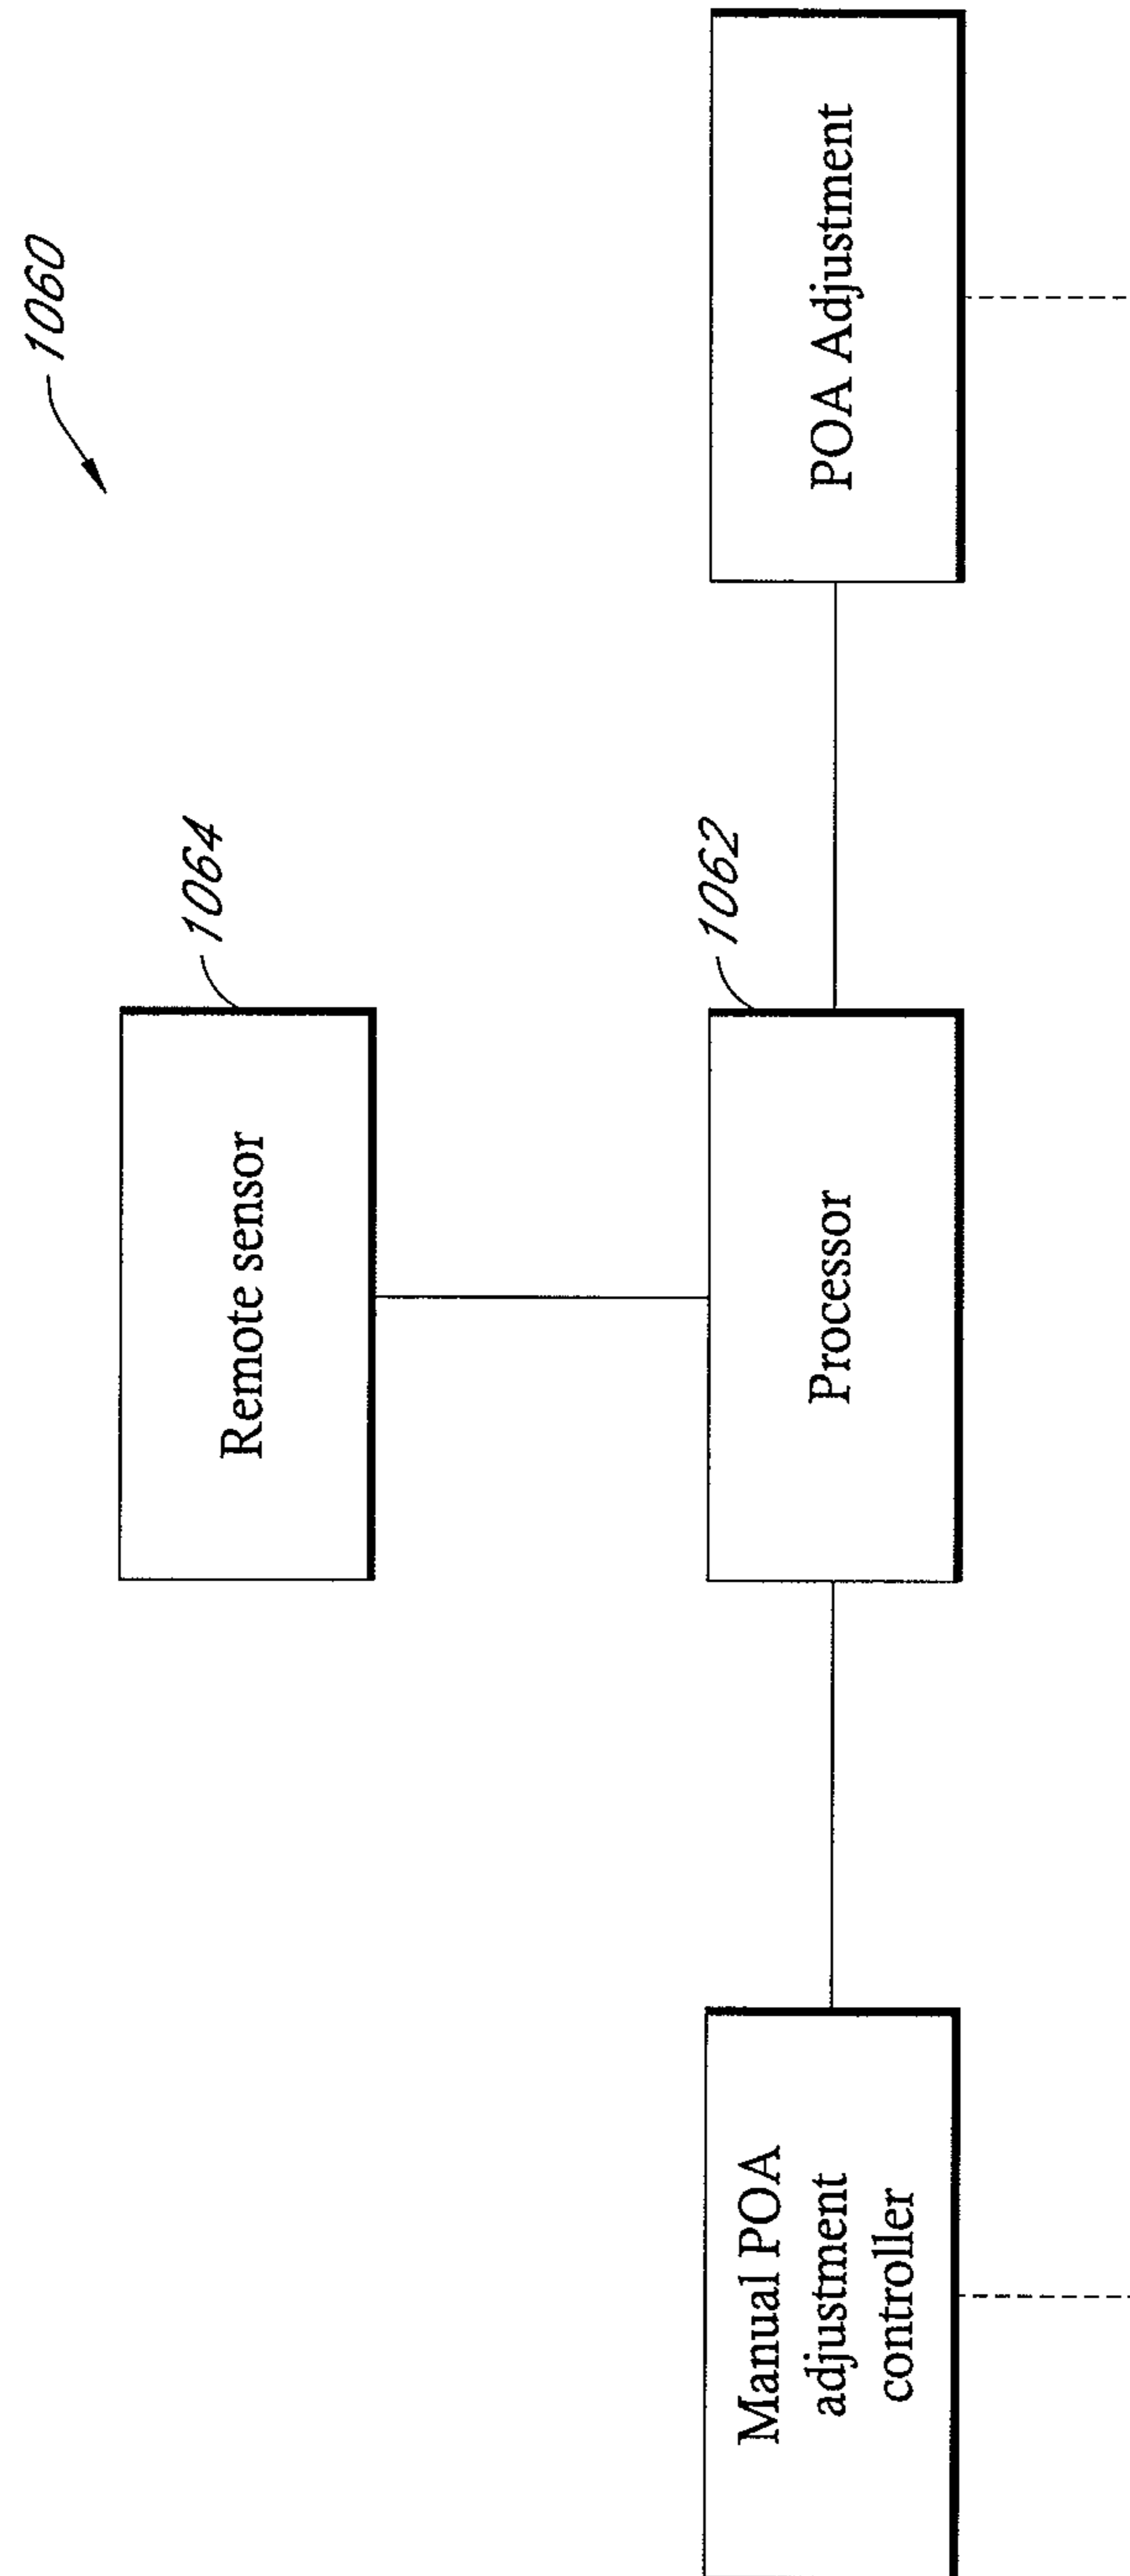 1060
Remote sensor
1064
Manual POA
adjustment
controller
Processor
1062
POA Adjustment